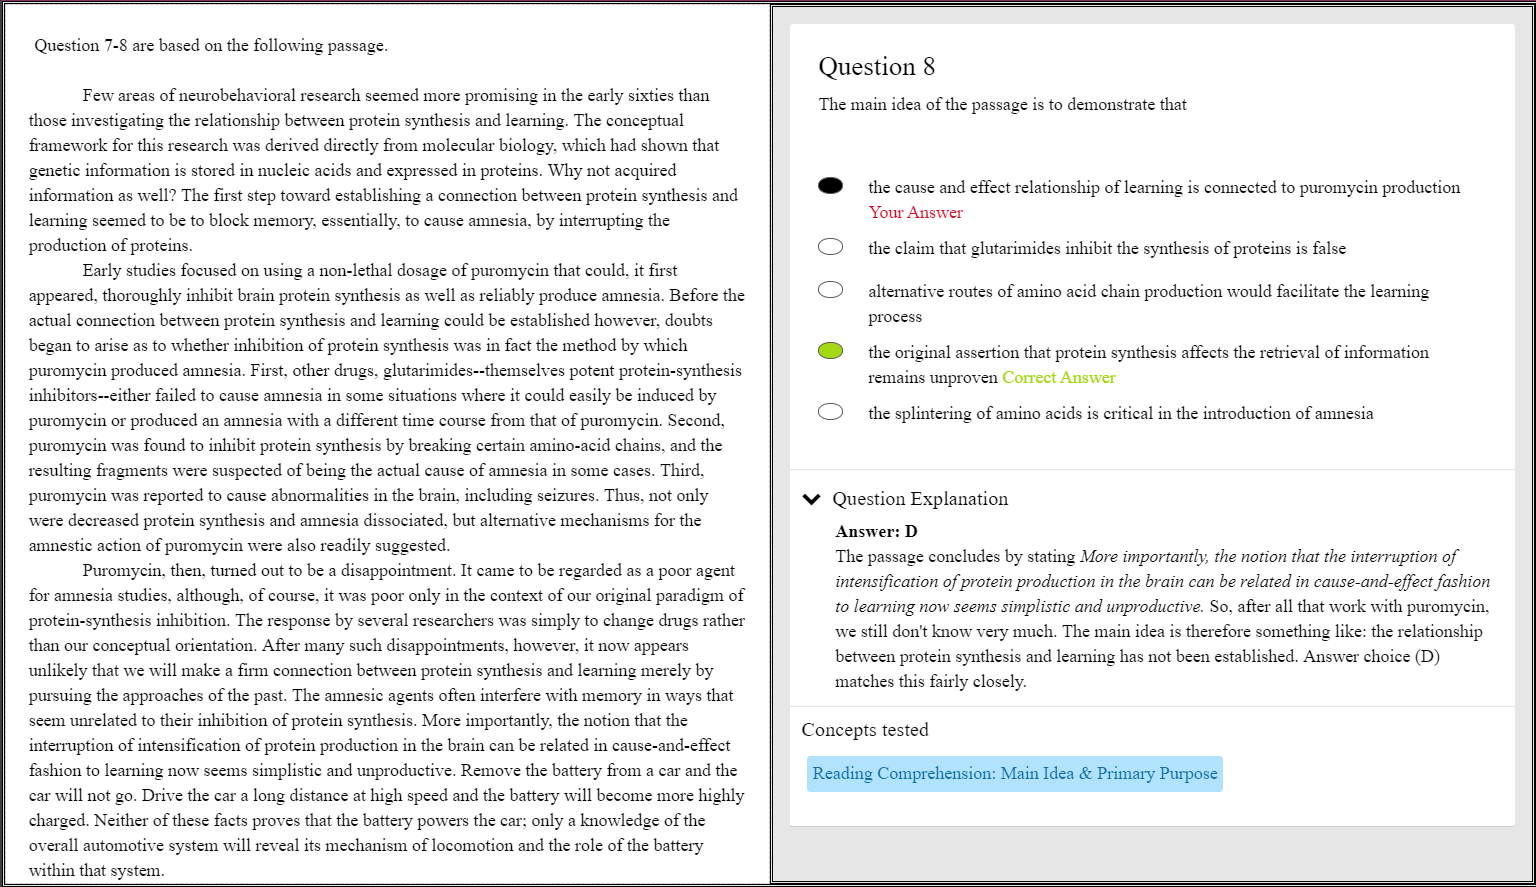 Question 7-8 are based on the following passage.
Few areas of neurobehavioral research seemed more promising in the early sixties than
those investigating the relationship between protein synthesis and learning. The conceptual
framework for this research was derived directly from molecular biology, which had shown that
genetic information is stored in nucleic acids and expressed in proteins. Why not acquired
information as well? The first step toward establishing a connection between protein synthesis and
learning seemed to be to block memory, essentially, to cause amnesia, by interrupting the
production of proteins.
Early studies focused on using a non-lethal dosage of puromycin that could, it first
appeared, thoroughly inhibit brain protein synthesis as well as reliably produce amnesia. Before the
actual connection between protein synthesis and learning could be established however, doubts
began to arise as to whether inhibition of protein synthesis was in fact the method by which
puromycin produced amnesia. First, other drugs, glutarimides--themselves potent protein-synthesis
inhibitors--either failed to cause amnesia in some situations where it could easily be induced by
puromycin or produced an amnesia with a different time course from that of puromycin. Second,
puromycin was found to inhibit protein synthesis by breaking certain amino-acid chains, and the
resulting fragments were suspected of being the actual cause of amnesia in some cases. Third,
puromycin was reported to cause abnormalities in the brain, including seizures. Thus, not only
were decreased protein synthesis and amnesia dissociated, but alternative mechanisms for the
amnestic action of puromycin were also readily suggested.
Puromycin, then, turned out to be a disappointment. It came to be regarded as a poor agent
for amnesia studies, although, of course, it was poor only in the context of our original paradigm of
protein-synthesis inhibition. The response by several researchers was simply to change drugs rather
than our conceptual orientation. After many such disappointments, however, it now appears
unlikely that we will make a firm connection between protein synthesis and learning merely by
pursuing the approaches of the past. The amnesic agents often interfere with memory in ways that
seem unrelated to their inhibition of protein synthesis. More importantly, the notion that the
interruption of intensification of protein production in the brain can be related in cause-and-effect
fashion to learning now seems simplistic and unproductive. Remove the battery from a car and the
car will not go. Drive the car a long distance at high speed and the battery will become more highly
charged. Neither of these facts proves that the battery powers the car; only a knowledge of the
overall automotive system will reveal its mechanism of locomotion and the role of the battery
within that system.
Question 8
The main idea of the passage is to demonstrate that
the cause and effect relationship of learning is connected to puromycin production
Your Answer
the claim that glutarimides inhibit the synthesis of proteins is false
alternative routes of amino acid chain production would facilitate the learning
process
the original assertion that protein synthesis affects the retrieval of information
remains unproven Correct Answer
the splintering of amino acids is critical in the introduction of amnesia
Question Explanation
Answer: D
The passage concludes by stating More importantly, the notion that the interruption of
intensification of protein production in the brain can be related in cause-and-effect fashion
to learning now seems simplistic and unproductive. So, after all that work with puromycin,
we still don't know very much. The main idea is therefore something like: the relationship
between protein synthesis and learning has not been established. Answer choice (D)
matches this fairly closely.
Concepts tested
Reading Comprehension: Main Idea & Primary Purpose